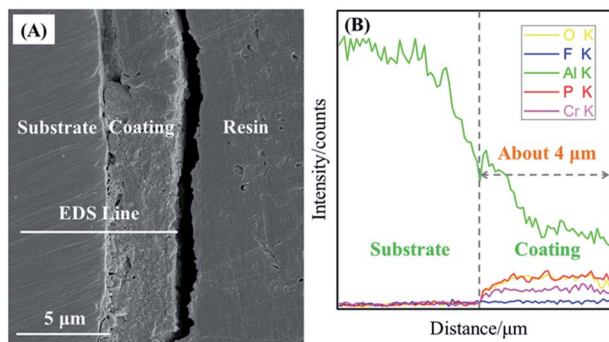 (A)
Substrate
Coating
Resin
EDS Line
5 μm
(B)
Intensity/counts
O K
F K
Al K
P K
Cr K
About 4 μm
Substrate
Coating
Distance/μm